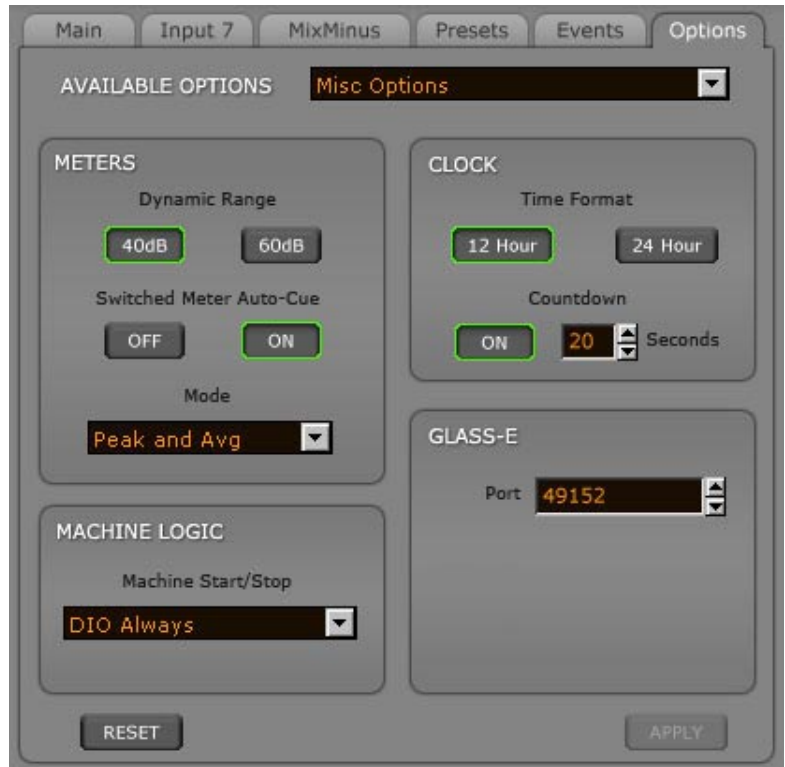 Main Input 7 MixMinus Presets Events Options
AVAILABLE OPTIONS Misc Options
METERS
Dynamic Range
40dB 60dB
Switched Meter Auto-Cue
OFF ON
Mode
Peak and Avg
MACHINE LOGIC
Machine Start/Stop
DIO Always
CLOCK
Time Format
12 Hour 24 Hour
Countdown
ON 20 Seconds
GLASS-E
Port 49152
RESET APPLY